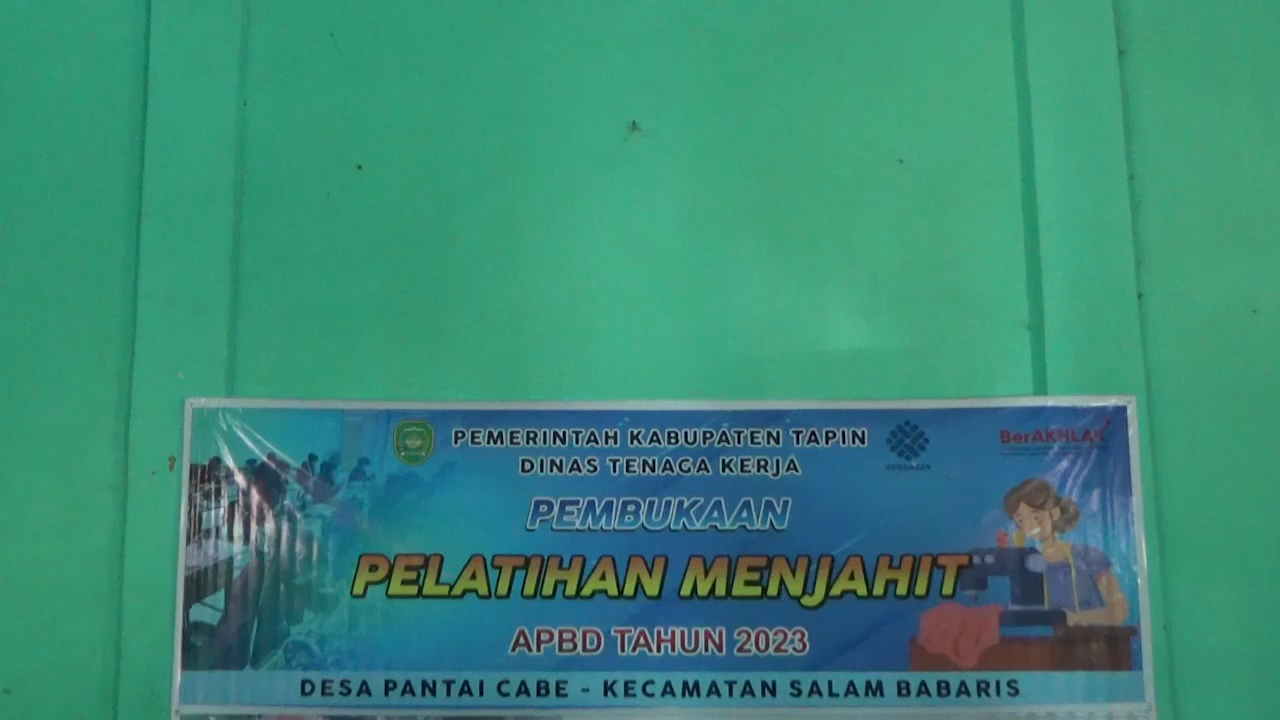 PEMERINTAH KABUPATEN TAPIN
DINAS TENAGA KERJA
BerAKHLAK
PEMBUKAAN
PELATIHAN MENJAHIT
APBD TAHUN 2023
DESA PANTAI CABE - KECAMATAN SALAM BABARIS